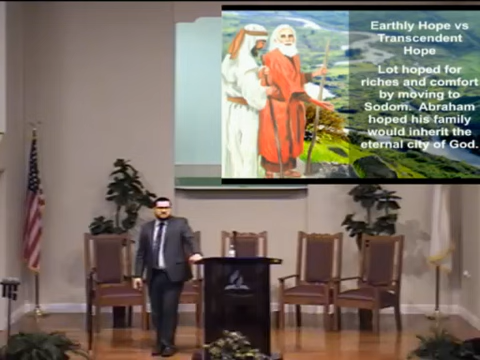 Earthly Hope vs
Transcendent
Hope
Lot hoped for
riches and comfort
by moving to
Sodom. Abraham
hoped his family
would inherit the
eternal city of God.